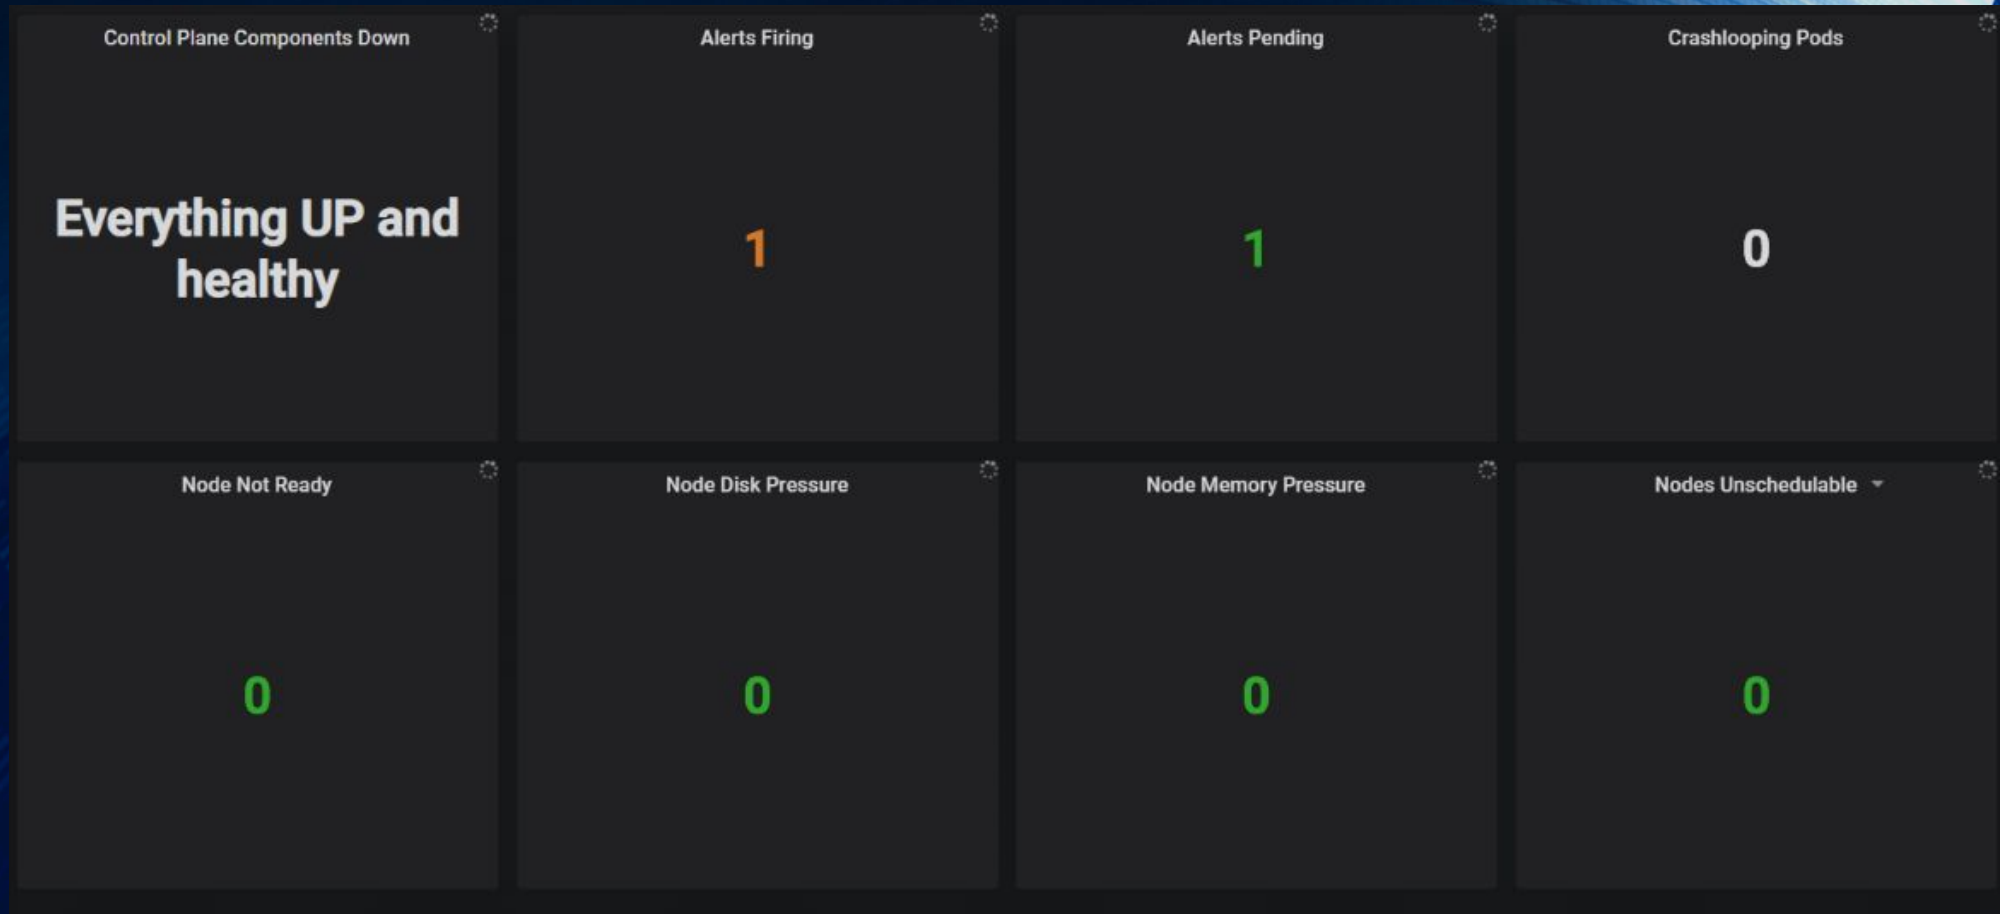 Control Plane Components Down
Everything UP and
healthy
Alerts Firing
1
Alerts Pending
1
Crashlooping Pods
0
Node Not Ready
0
Node Disk Pressure
0
Node Memory Pressure
0
Nodes Unschedulable
0